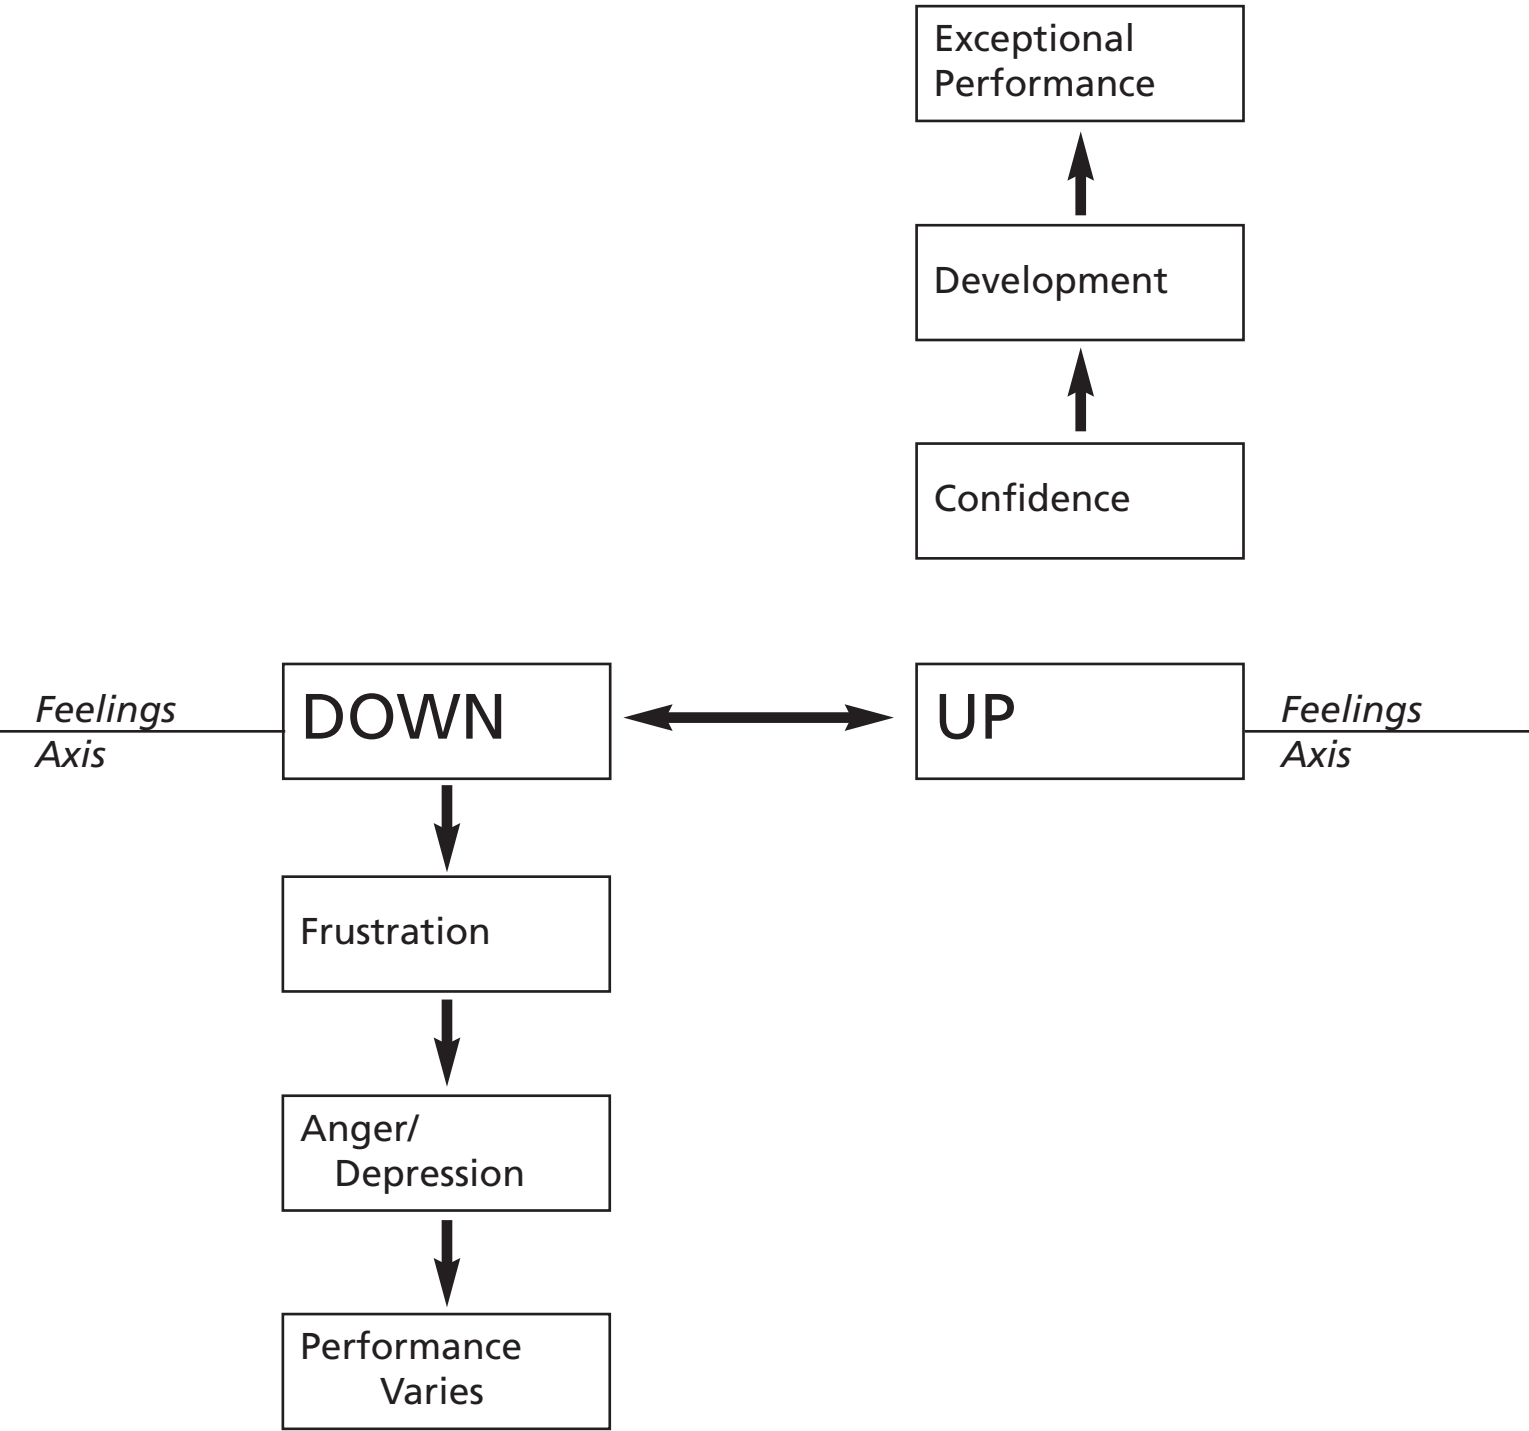 Exceptional
Performance
Development
Confidence
Feelings
Axis
DOWN
UP
Feelings
Axis
Frustration
Anger/
Depression
Performance
Varies